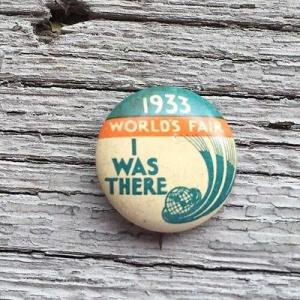 1933
WORLD'S FAIR
I
WAS
THERE